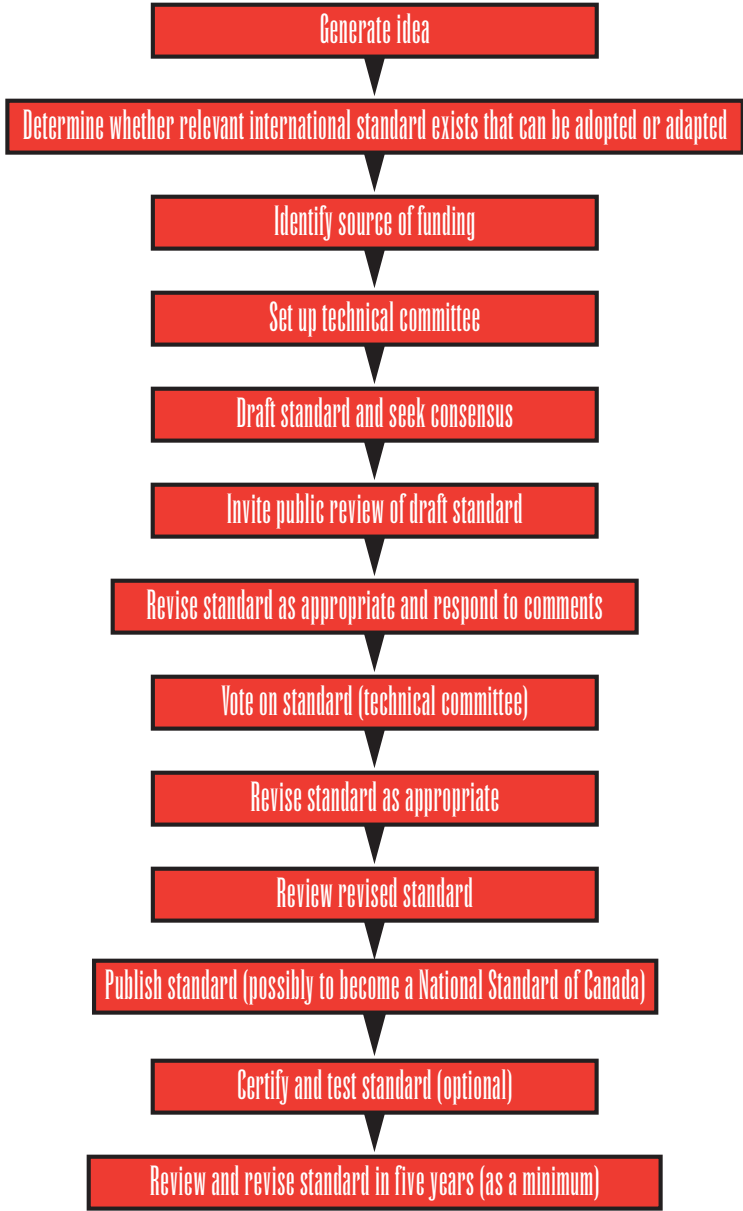 Generate idea
Determine whether relevant international standard exists that can be adopted or adapted
Identify source of funding
Set up technical committee
Draft standard and seek consensus
Invite public review of draft standard
Revise standard as appropriate and respond to comments
Vote on standard (technical committee)
Revise standard as appropriate
Review revised standard
Publish standard (possibly to become a National Standard of Canada)
Certify and test standard (optional)
Review and revise standard in five years (as a minimum)